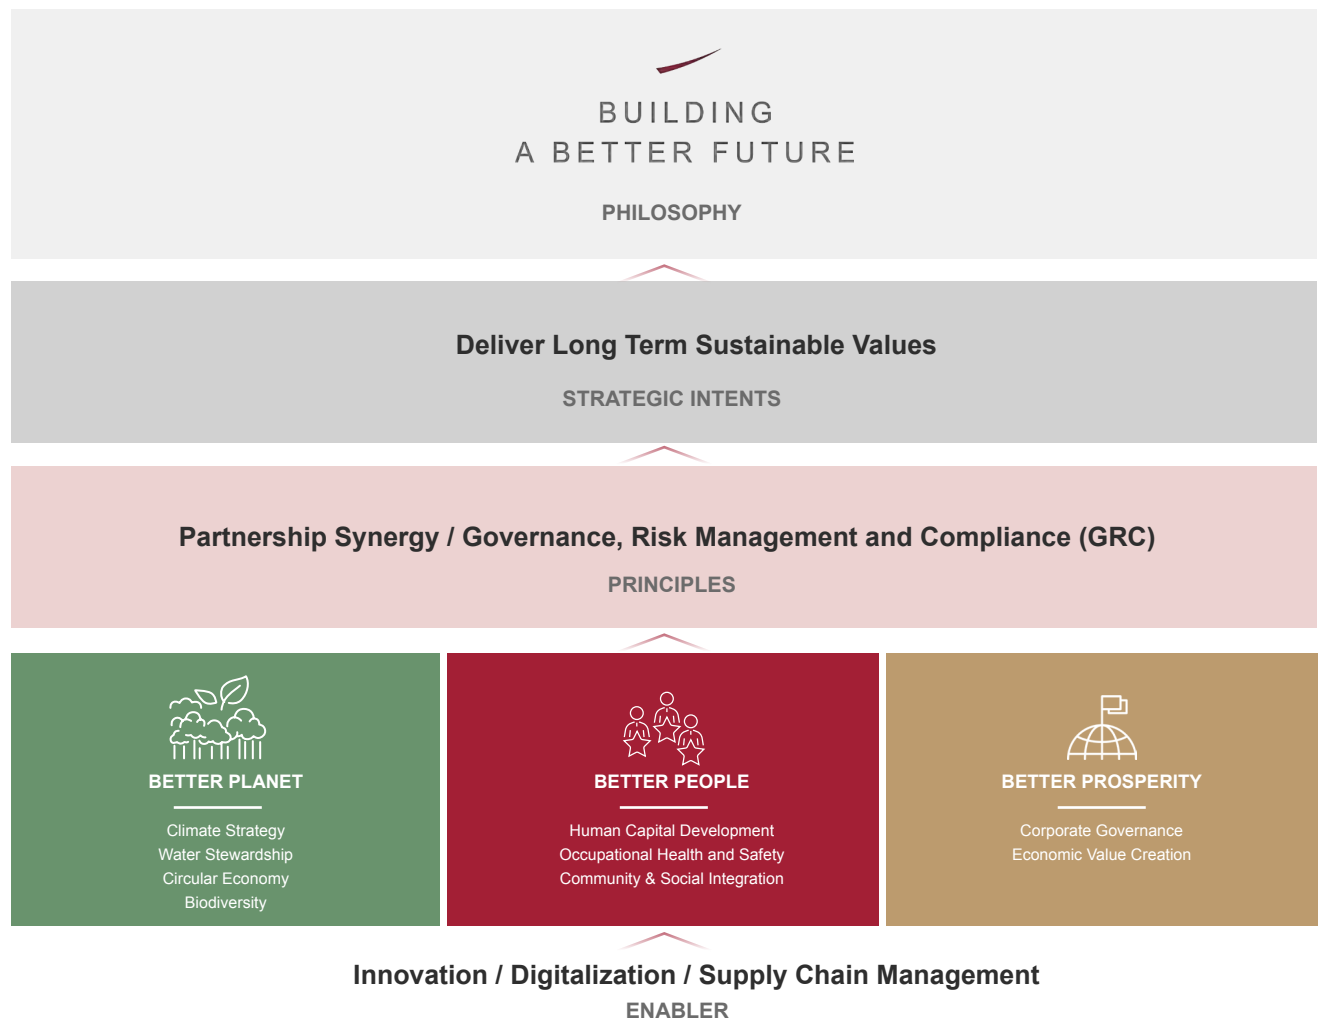 BUILDING
A BETTER FUTURE
PHILOSOPHY
Deliver Long Term Sustainable Values
STRATEGIC INTENTS
Partnership Synergy / Governance, Risk Management and Compliance (GRC)
PRINCIPLES
BETTER PLANET
Climate Strategy
Water Stewardship
Circular Economy
Biodiversity
BETTER PEOPLE
Human Capital Development
Occupational Health and Safety
Community & Social Integration
BETTER PROSPERITY
Corporate Governance
Economic Value Creation
Innovation / Digitalization / Supply Chain Management
ENABLER